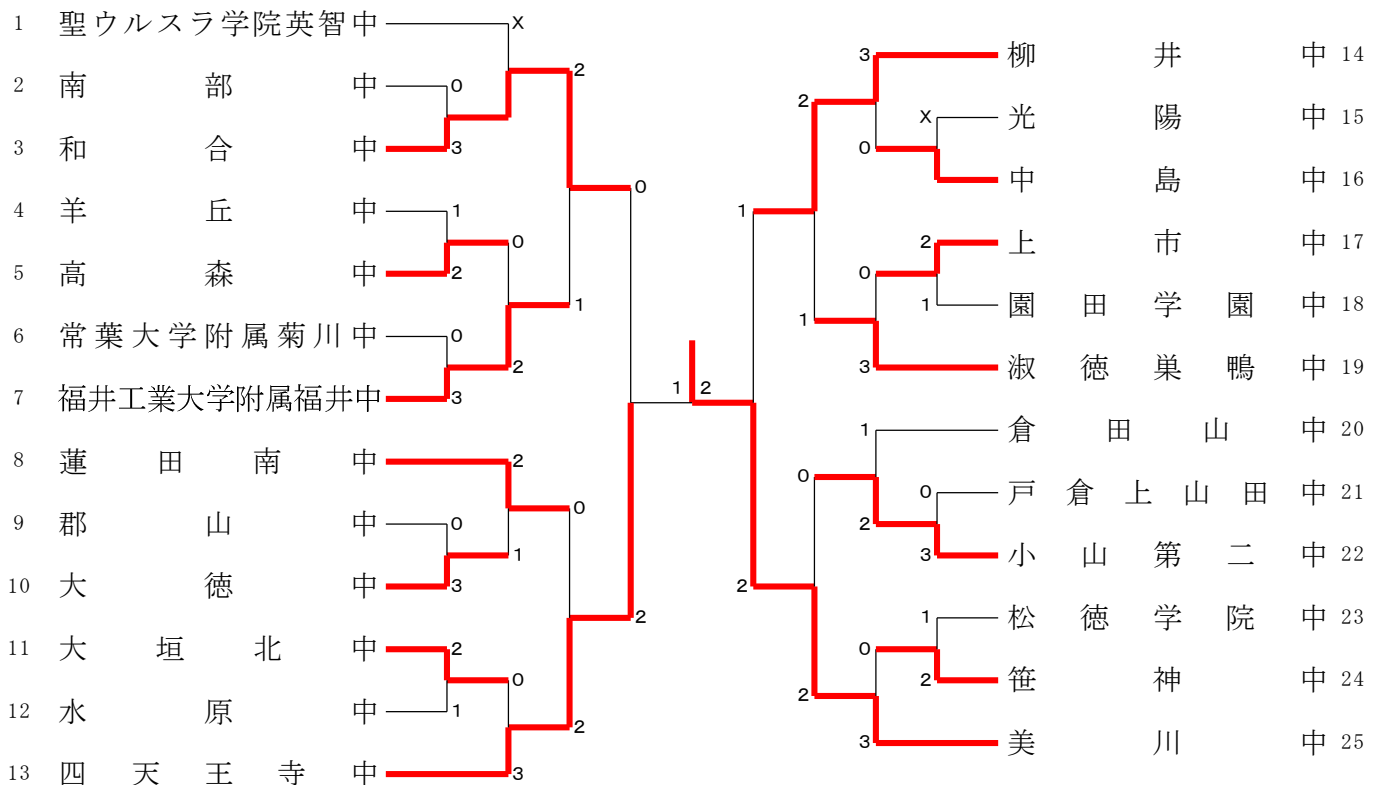 1 聖ウルスラ学院英智中
2 南部中
3 和合中
4 羊丘中
5 高森中
6 常葉大学附属菊川中
7 福井工業大学附属福井中
8 蓮田南中
9 郡山中
10 大徳中
11 大垣北中
12 水原中
13 四天王寺中
x
0
3
2
1
2
0
0
3
2
1
0
2
0
3
1
0
2
1
0
3
2
2
1
2
3
x
0
2
2
1
0
3
1
1
1
0
3
2
0
1
2
0
3
2
2
柳井中 14
光陽中 15
中島中 16
上市中 17
園田学園中 18
淑徳巣鴨中 19
倉田山中 20
戸倉上山田中 21
小山第二中 22
松徳学院中 23
笹神中 24
美川中 25